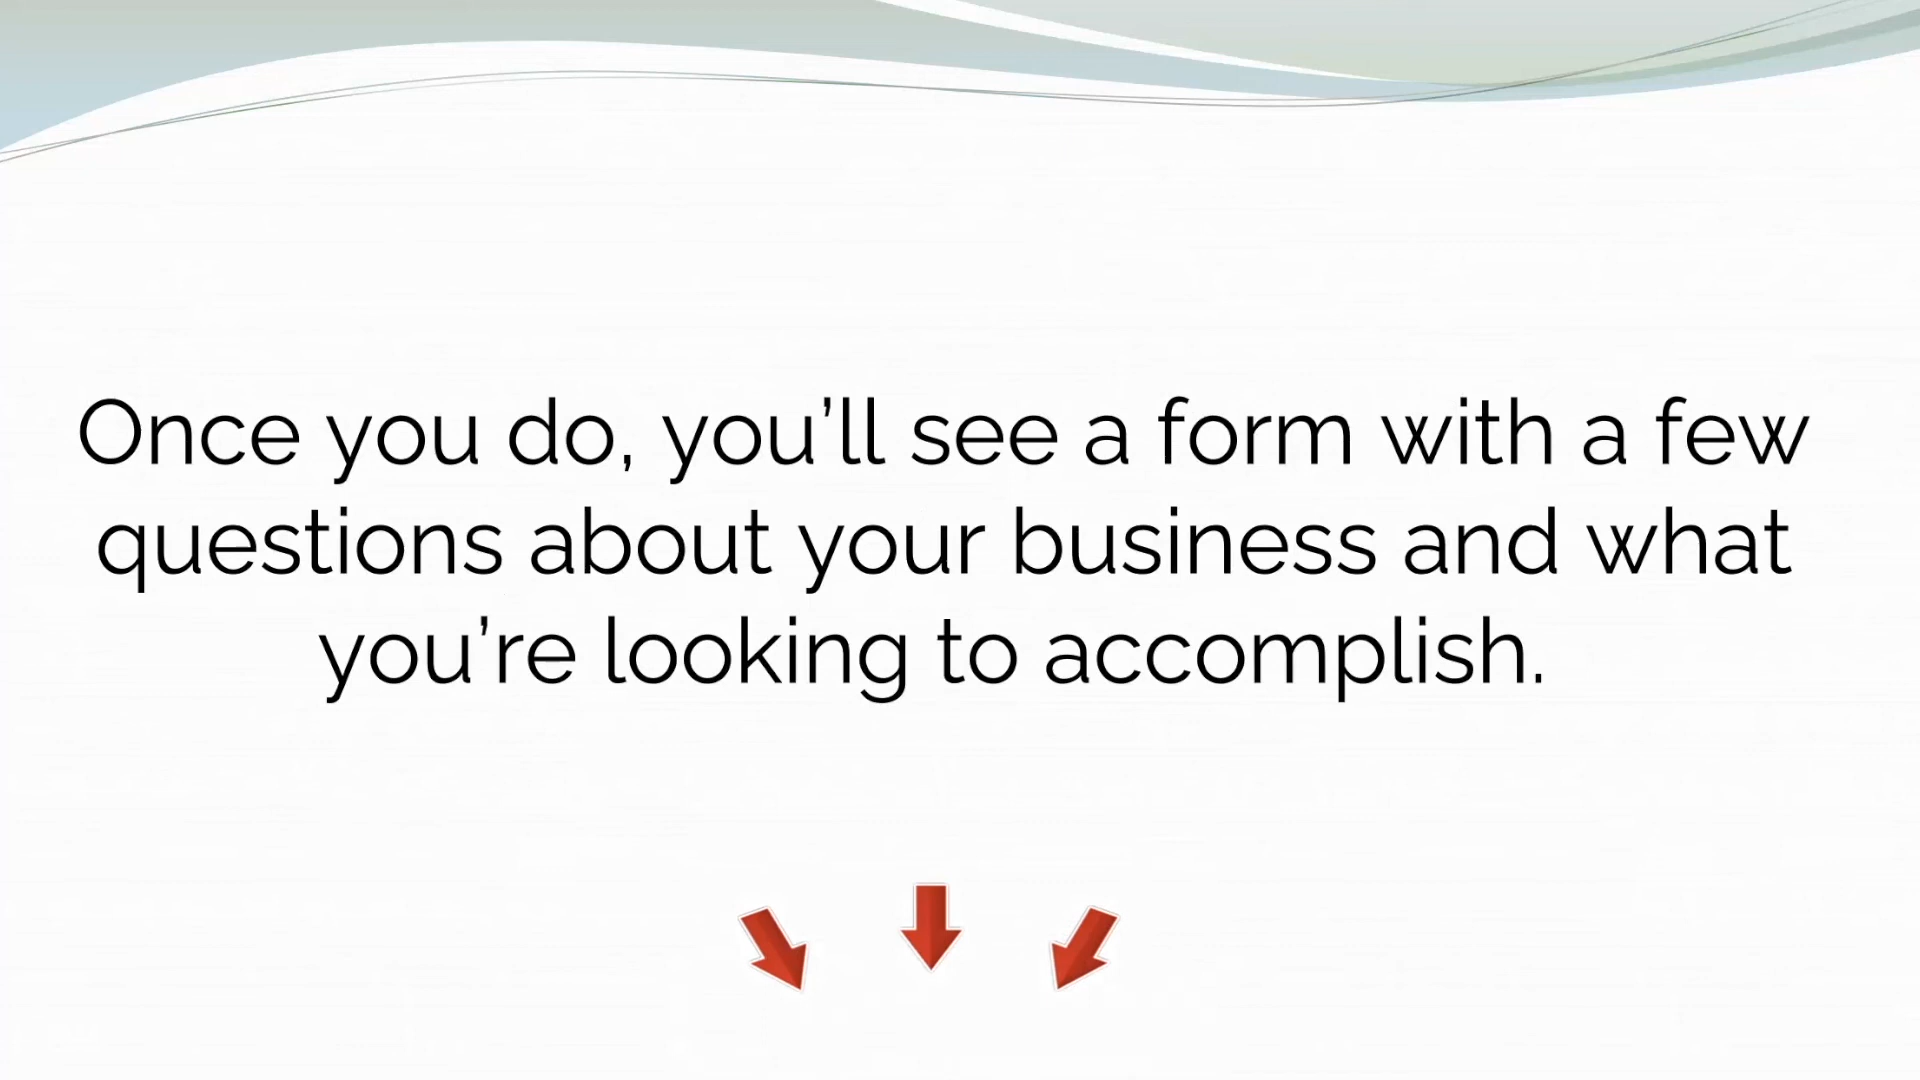 Once you do, you’ll see a form with a few
questions about your business and what
you’re looking to accomplish.